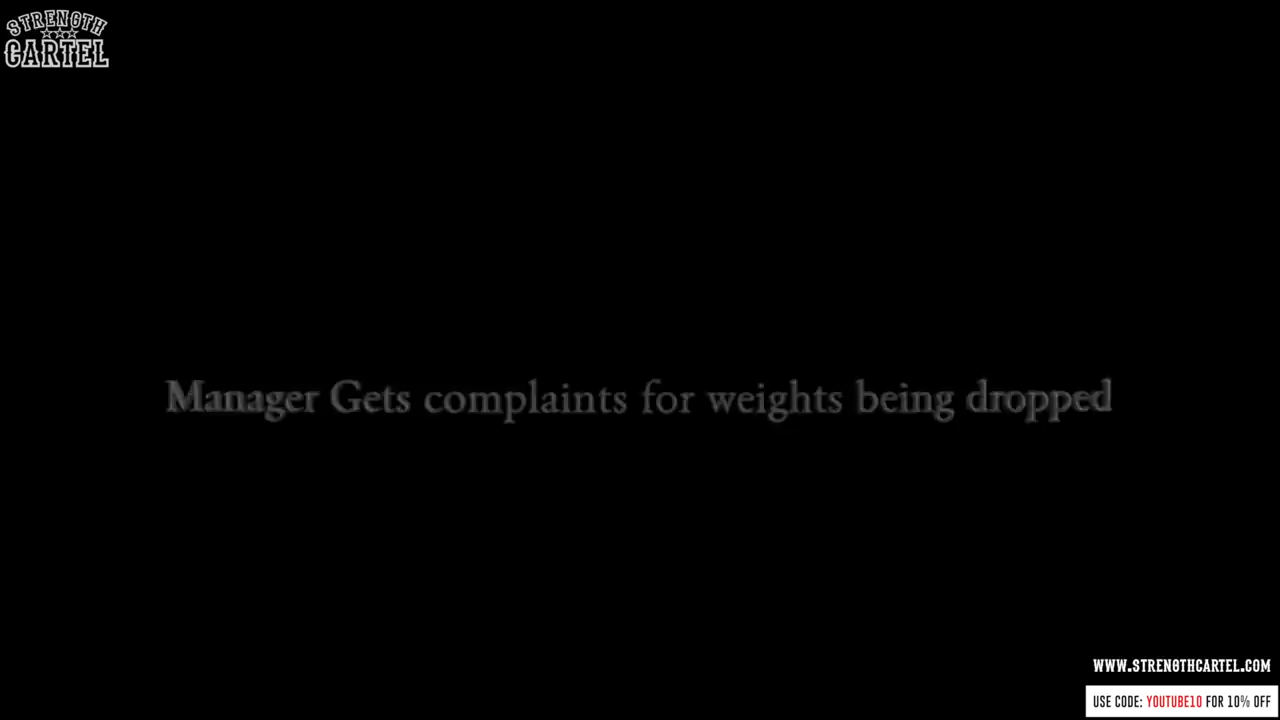 STRENGTH
CARTEL
Manager Gets complaints for weights being dropped
WWW.STRENGTHCARTEL.COM
USE CODE: YOUTUBE10 FOR 10% OFF